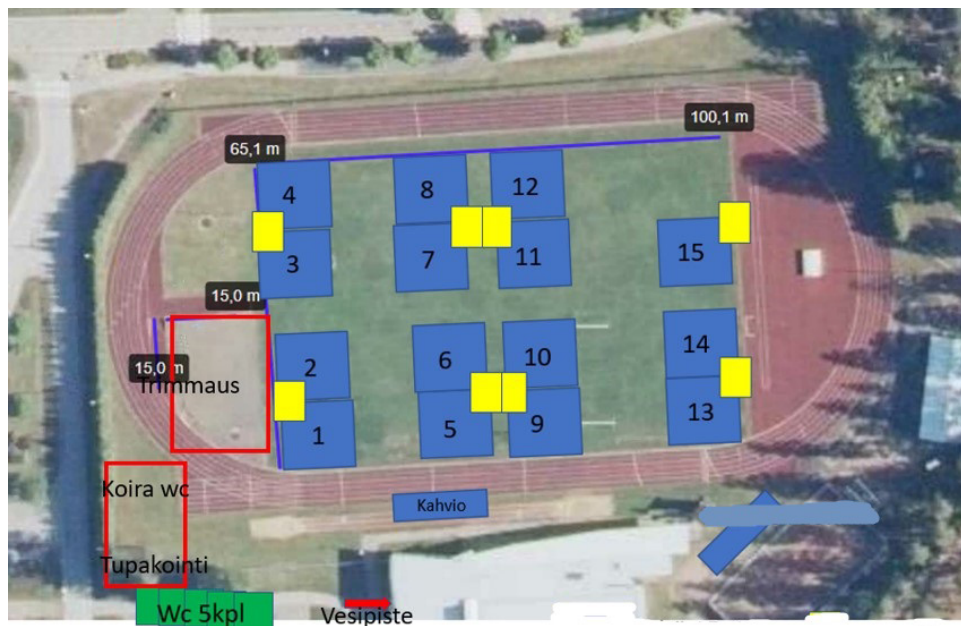 100,1 m
65,1 m
4
8
12
3
7
11
15
15,0 m
15,0 m
Trimmaus
2
6
10
14
1
5
9
13
Koira wc
Kahvio
Tupakointi
Wc 5kpl
Vesipiste